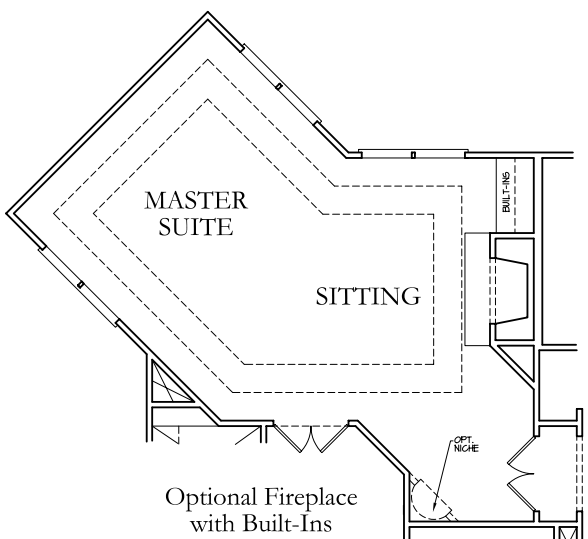 MASTER
SUITE
BUILT-INS
SITTING
OPT.
NICHE
Optional Fireplace
with Built-Ins